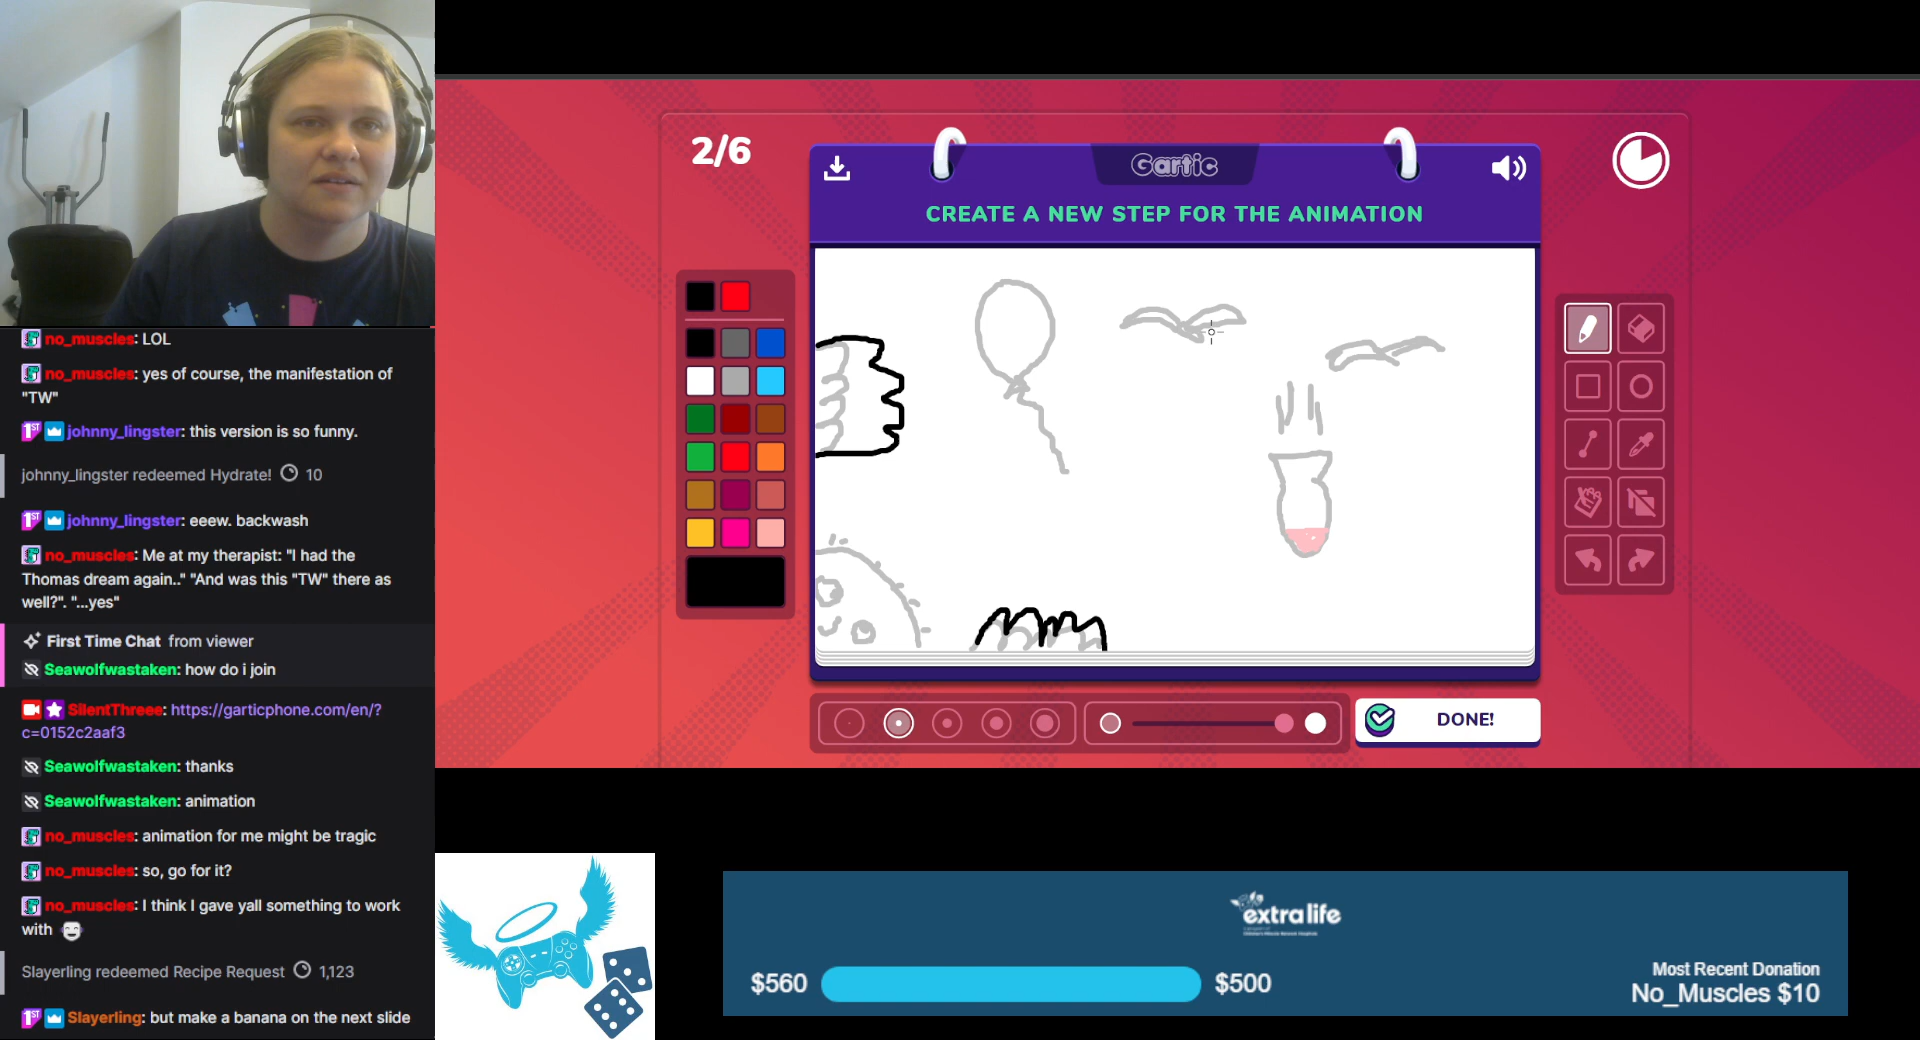 no_muscles: LOL
no_muscles: yes of course, the manifestation of
"TW"
1ST johnny_lingster: this version is so funny.
johnny_lingster redeemed Hydrate! 10
1ST johnny_lingster: eeew. backwash
no_muscles: Me at my therapist: "I had the
Thomas dream again.." "And was this "TW" there as
well?". "...yes"
First Time Chat from viewer
Seawolfwastaken: how do i join
SilentThreee: https://garticphone.com/en/?
c=0152c2aaf3
Seawolfwastaken: thanks
Seawolfwastaken: animation
no_muscles: animation for me might be tragic
no_muscles: so, go for it?
no_muscles: I think I gave yall something to work
with
Slayerling redeemed Recipe Request 1,123
1ST Slayerling: but make a banana on the next slide
2/6
Gartic
CREATE A NEW STEP FOR THE ANIMATION
DONE!
extralife
$560
$500
Most Recent Donation
No_Muscles $10